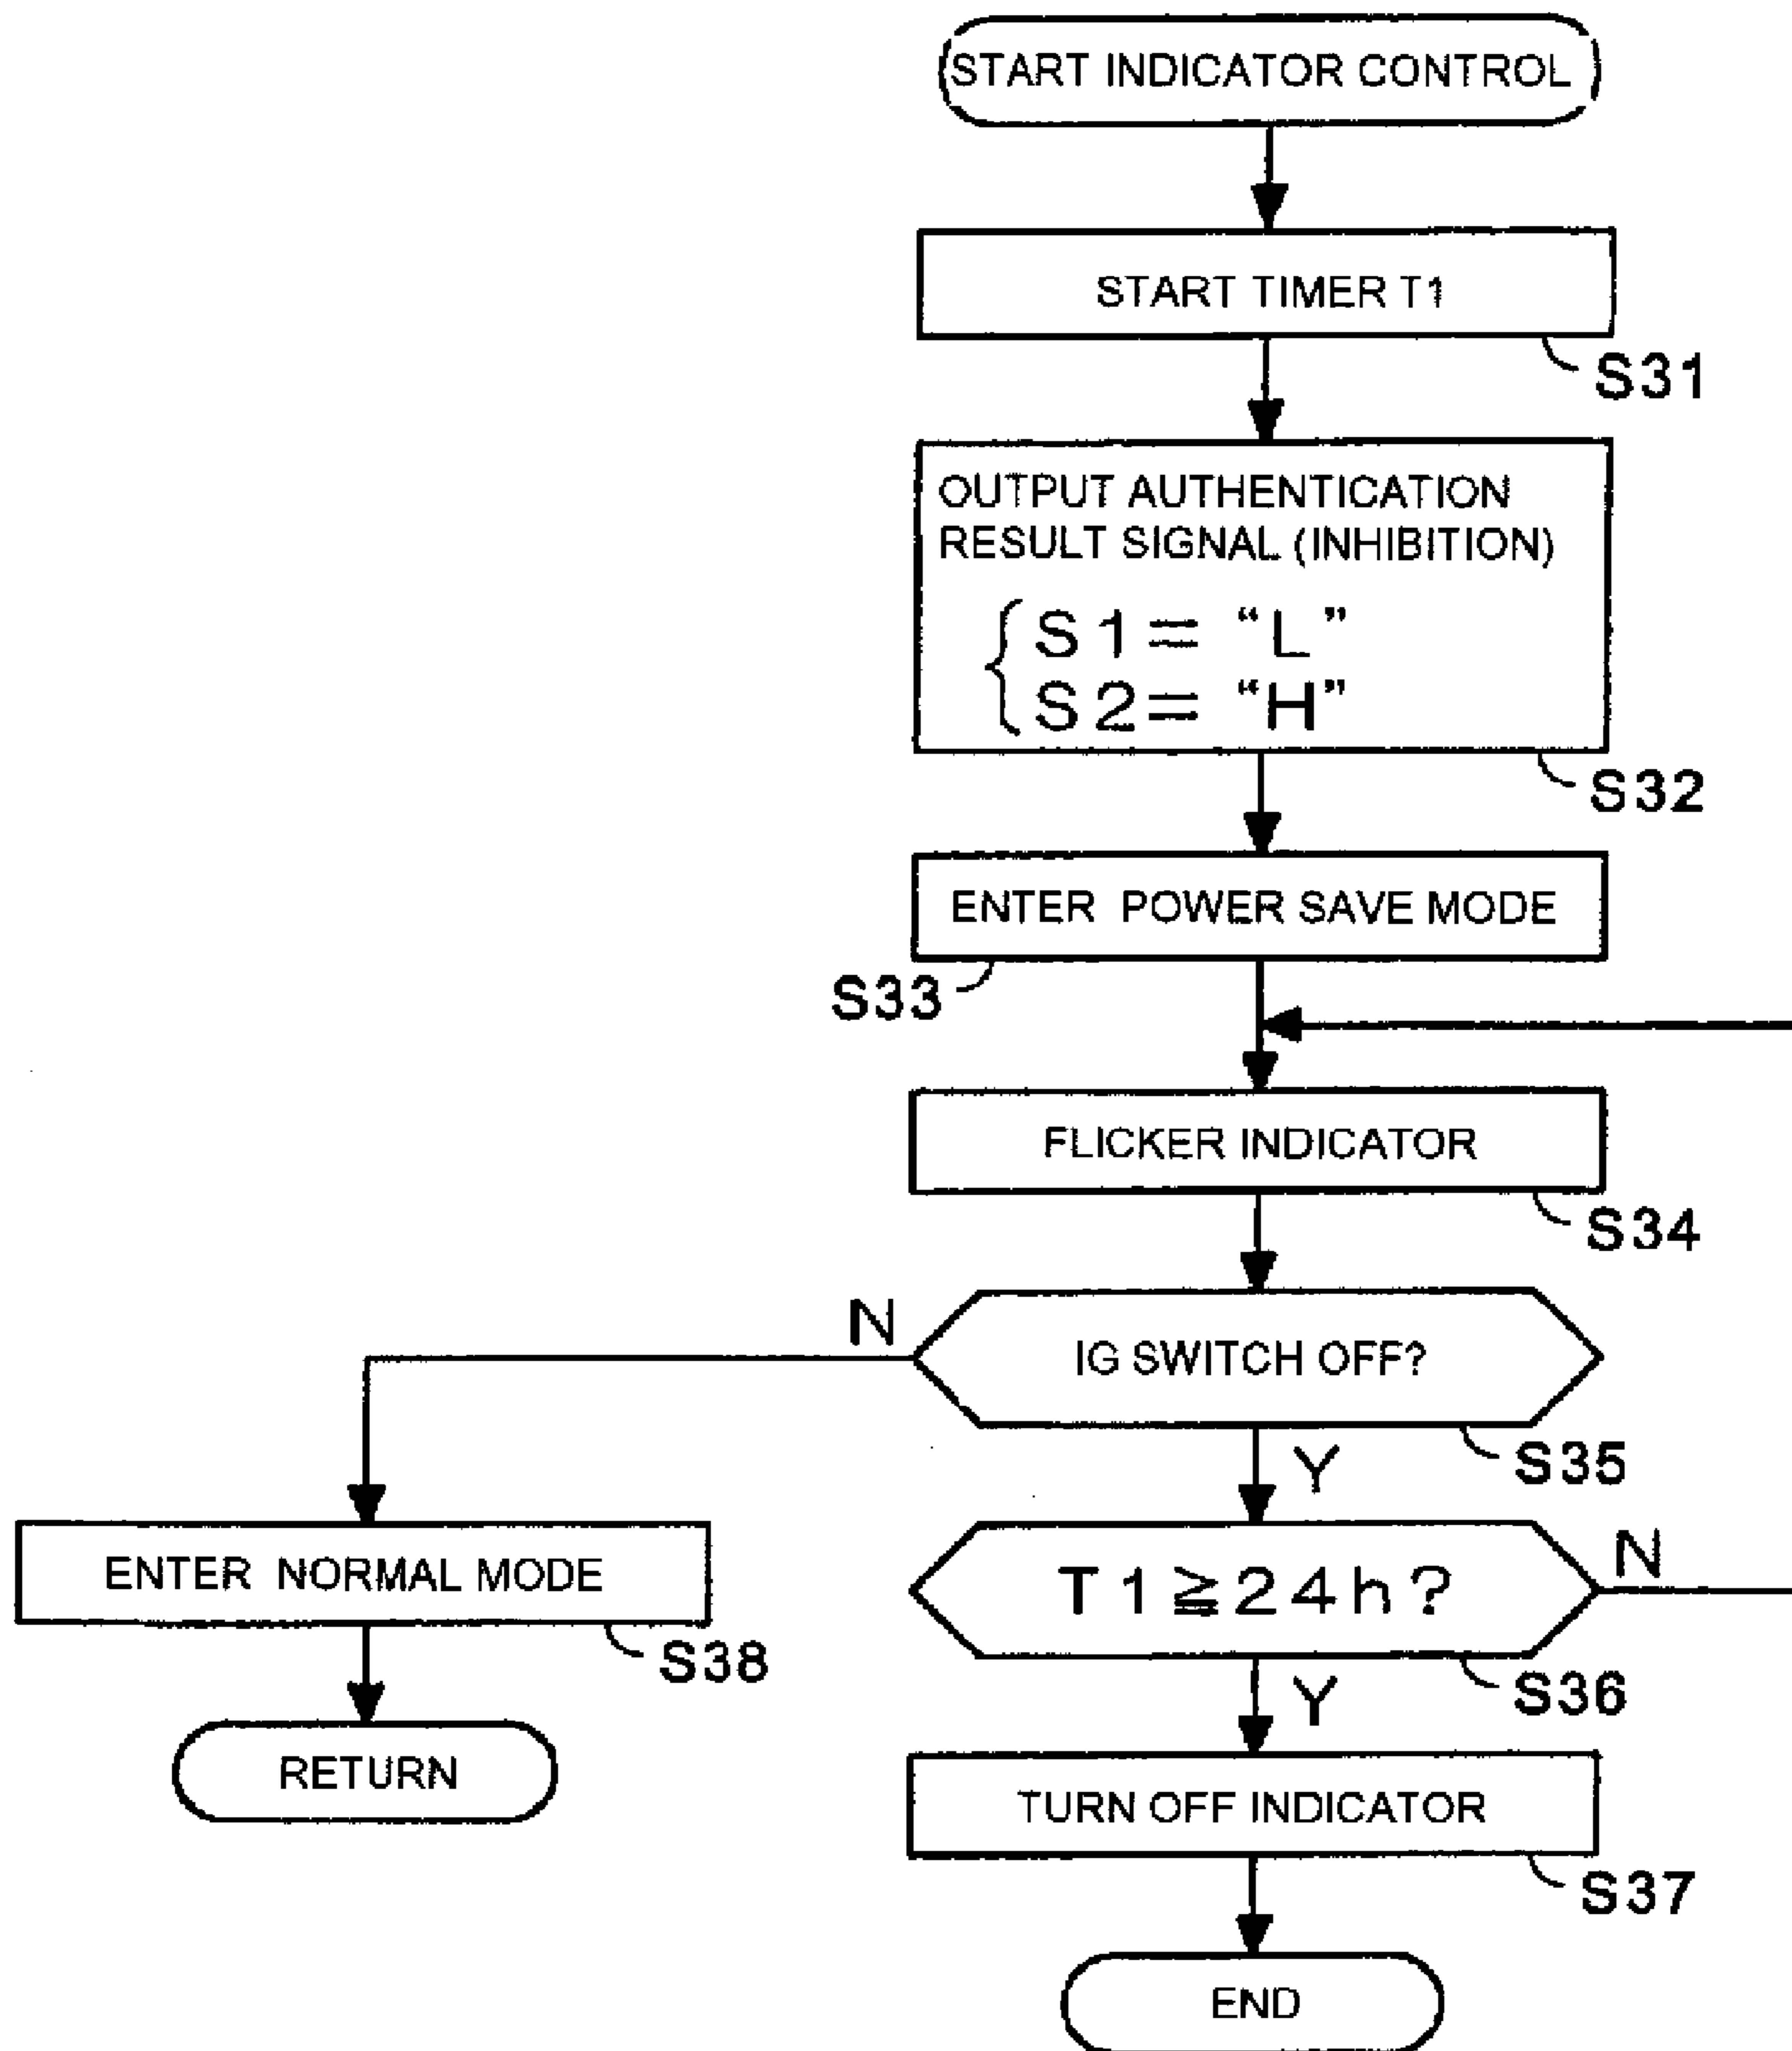 START INDICATOR CONTROL
START TIMER T1
S31
OUTPUT AUTHENTICATION
RESULT SIGNAL (INHIBITION)
S1= “L”
S2= “H”
S32
ENTER POWER SAVE MODE
S33
FLICKER INDICATOR
S34
N
IG SWITCH OFF?
S35
Y
ENTER NORMAL MODE
S38
RETURN
T1≧24h?
N
S36
Y
TURN OFF INDICATOR
S37
END